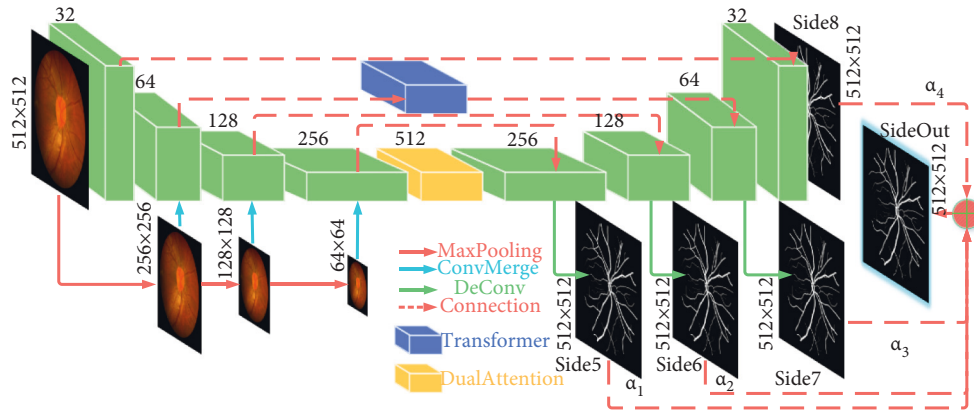 32
512×512
64
128
256
512
256
128
64
32
Side8
512×512
α4
SideOut
512×512
256×256
128×128
64×64
MaxPooling
ConvMerge
DeConv
Connection
Transformer
DualAttention
512×512
Side5
α1
512×512
Side6
α2
512×512
Side7
α3